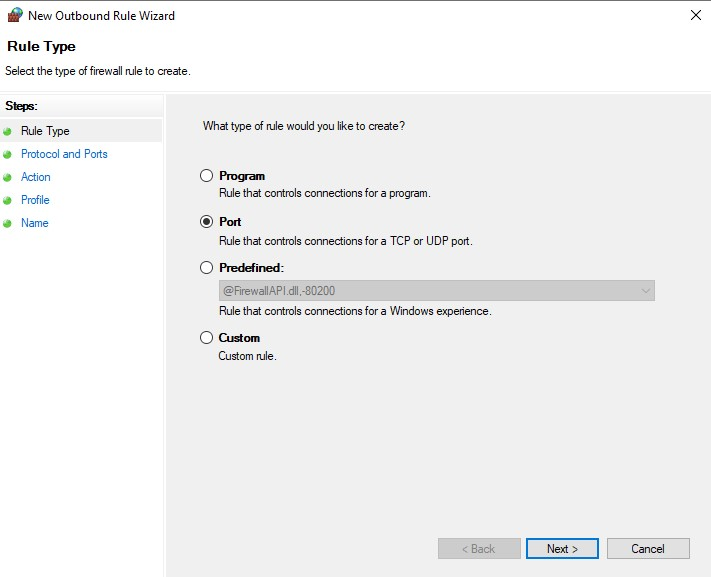 New Outbound Rule Wizard
Rule Type
Select the type of firewall rule to create.
Steps:
Rule Type
Protocol and Ports
Action
Profile
Name
What type of rule would you like to create?
Program
Rule that controls connections for a program.
Port
Rule that controls connections for a TCP or UDP port.
Predefined:
@FirewallAPI.dll,-80200
Rule that controls connections for a Windows experience.
Custom
Custom rule.
< Back
Next >
Cancel